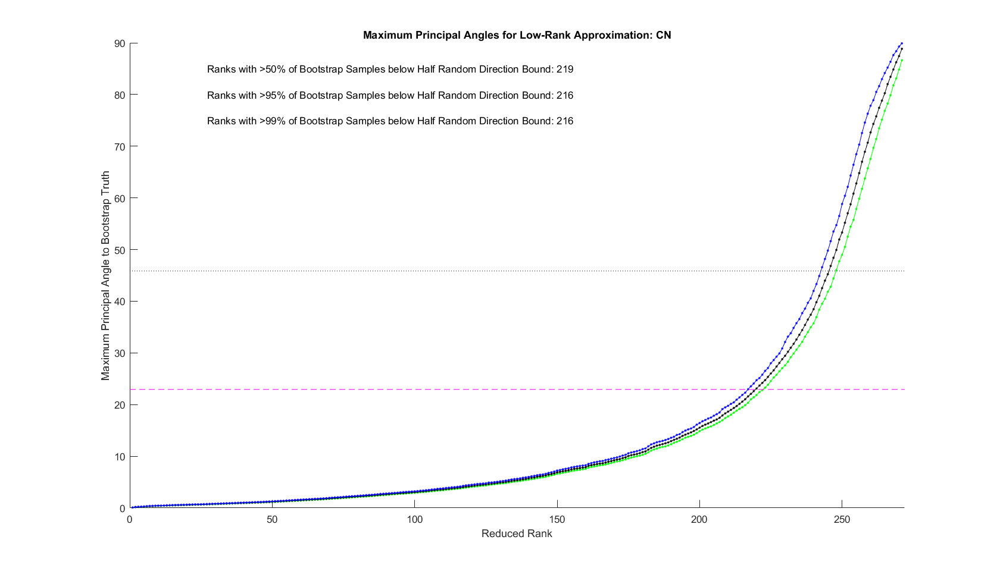 Maximum Principal Angles for Low-Rank Approximation: CN
90
Ranks with >50% of Bootstrap Samples below Half Random Direction Bound: 219
80
Ranks with >95% of Bootstrap Samples below Half Random Direction Bound: 216
Ranks with >99% of Bootstrap Samples below Half Random Direction Bound: 216
70
60
50
40
30
20
10
0
Maximum Principal Angle to Bootstrap Truth
0 50 100 150 200 250
Reduced Rank